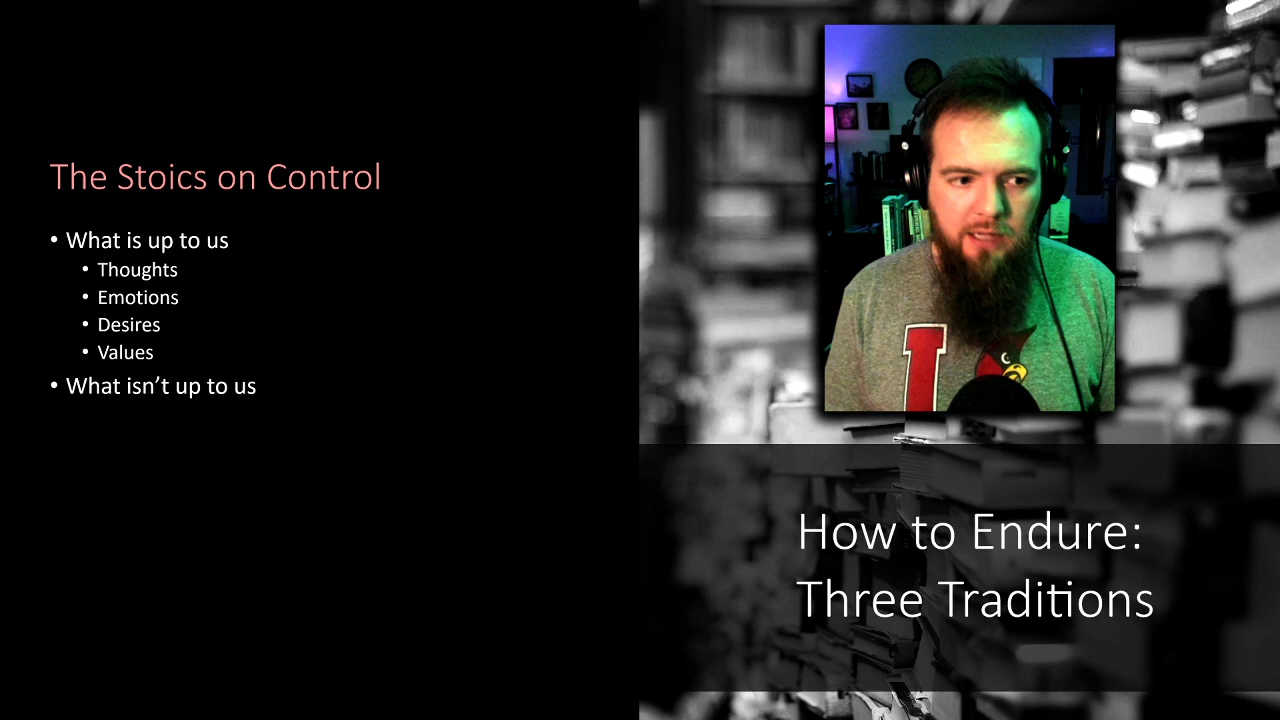 The Stoics on Control
• What is up to us
• Thoughts
• Emotions
• Desires
• Values
• What isn’t up to us
I
How to Endure:
Three Traditions